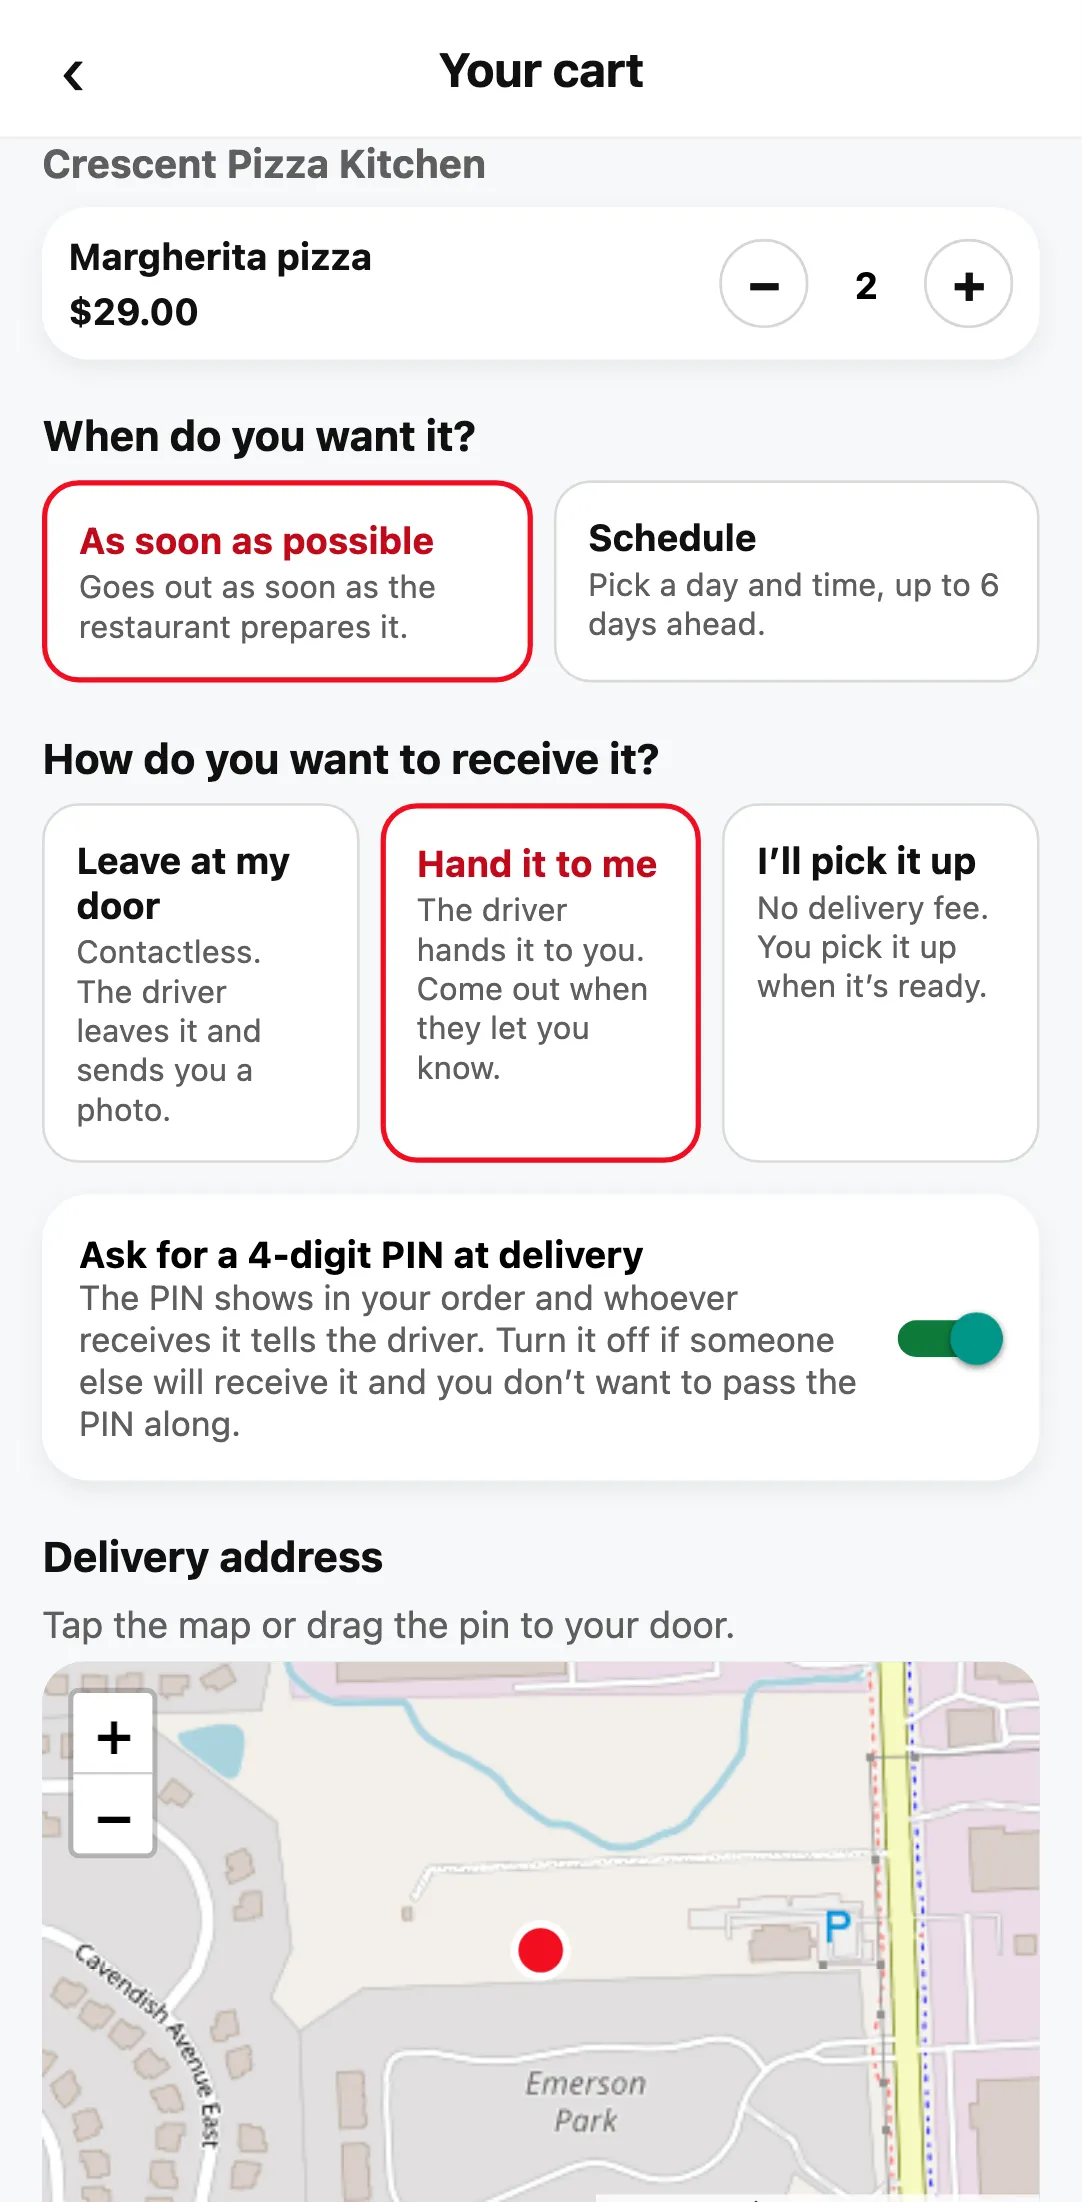 Your cart
Crescent Pizza Kitchen
Margherita pizza
$29.00
2
When do you want it?
As soon as possible
Goes out as soon as the
restaurant prepares it.
Schedule
Pick a day and time, up to 6
days ahead.
How do you want to receive it?
Leave at my
door
Contactless.
The driver
leaves it and
sends you a
photo.
Hand it to me
The driver
hands it to you.
Come out when
they let you
know.
I’ll pick it up
No delivery fee.
You pick it up
when it’s ready.
Ask for a 4-digit PIN at delivery
The PIN shows in your order and whoever
receives it tells the driver. Turn it off if someone
else will receive it and you don’t want to pass the
PIN along.
Delivery address
Tap the map or drag the pin to your door.
P
Cavendish Avenue East
Emerson
Park